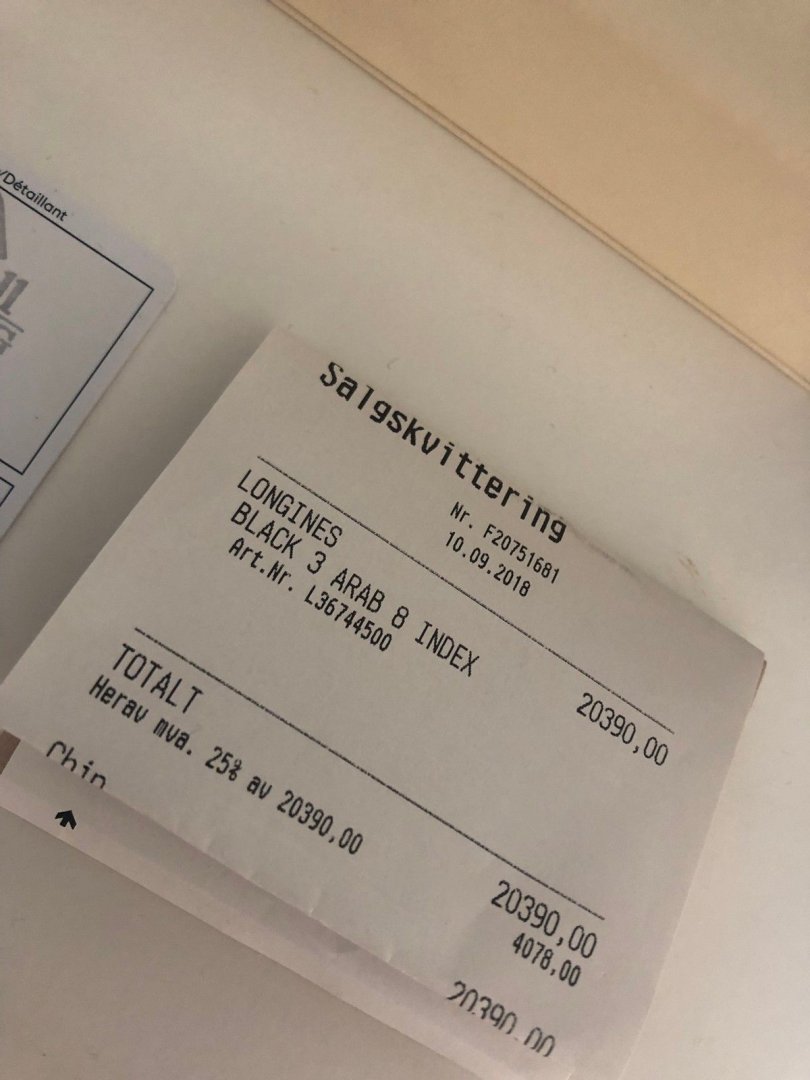 /Détaillant
Salgskvittering
Nr. F20751681
10.09.2018
LONGINES
BLACK 3 ARAB 8 INDEX
Art.Nr. L36744500
20390,00
TOTALT
20390,00
Herav mva. 25% av 20390,00
4078,00
Chip
20390,00